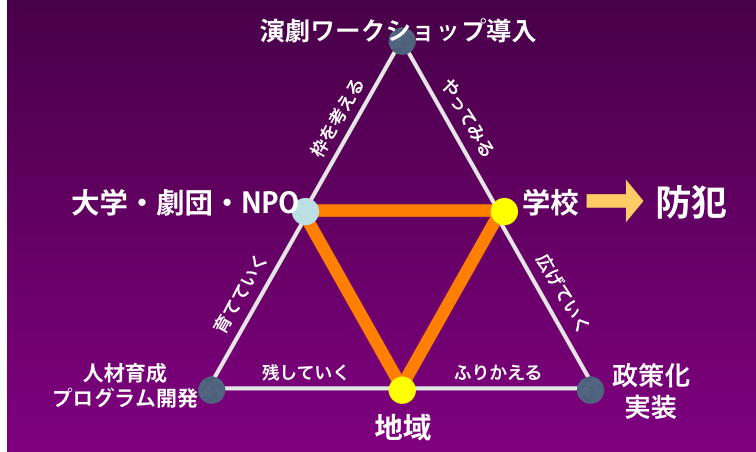 演劇ワークショップ導入
枠を考える
やってみる
大学・劇団・NPO
学校
防犯
育てていく
広げていく
人材育成
プログラム開発
残していく
ふりかえる
政策化
実装
地域